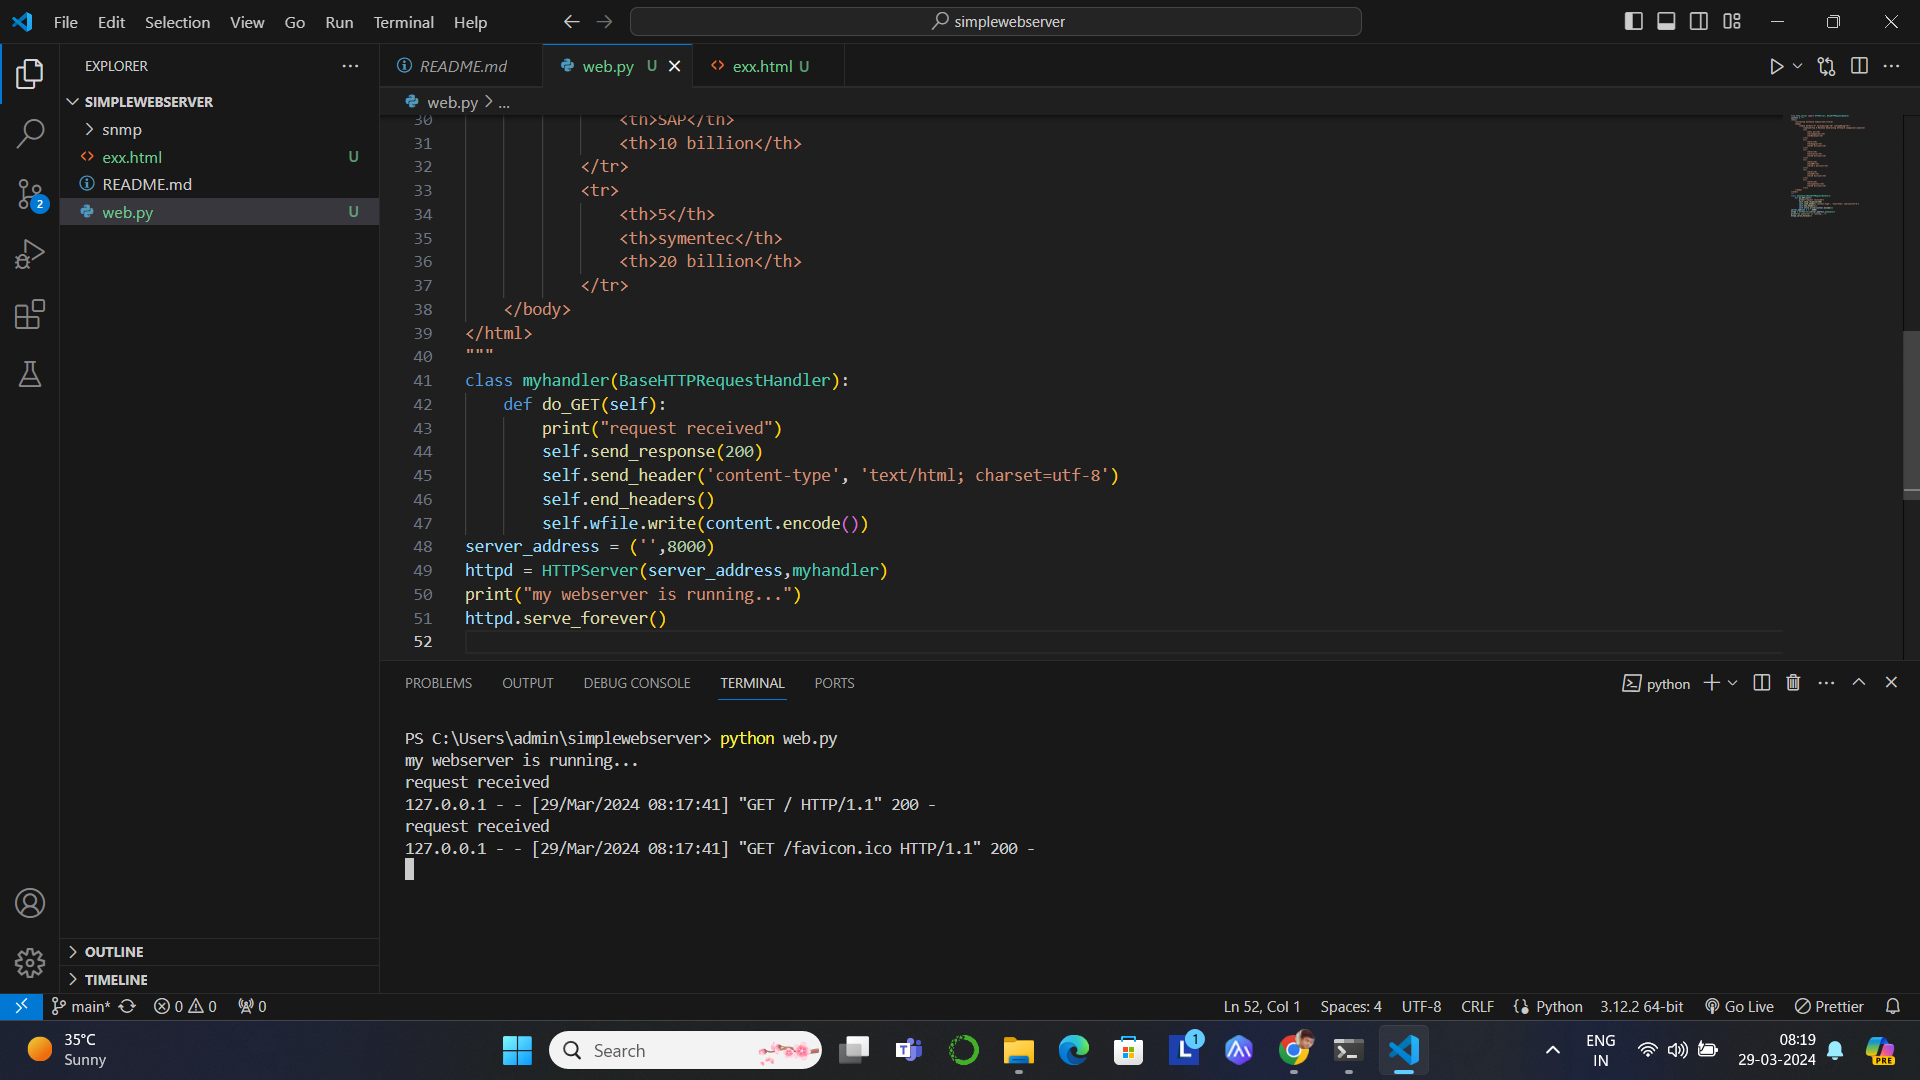 File Edit Selection View Go Run Terminal Help
simplewebserver
EXPLORER
SIMPLEWEBSERVER
snmp
exx.html U
README.md
web.py U
OUTLINE
TIMELINE
2
README.md
web.py U
exx.html U
web.py > ...
30 <th>SAP</th>
31 <th>10 billion</th>
32 </tr>
33 <tr>
34 <th>5</th>
35 <th>symentec</th>
36 <th>20 billion</th>
37 </tr>
38 </body>
39 </html>
40 """
41 class myhandler(BaseHTTPRequestHandler):
42 def do_GET(self):
43 print("request received")
44 self.send_response(200)
45 self.send_header('content-type', 'text/html; charset=utf-8')
46 self.end_headers()
47 self.wfile.write(content.encode())
48 server_address = ('',8000)
49 httpd = HTTPServer(server_address,myhandler)
50 print("my webserver is running...")
51 httpd.serve_forever()
52
PROBLEMS OUTPUT DEBUG CONSOLE TERMINAL PORTS
python
PS C:\Users\admin\simplewebserver> python web.py
my webserver is running...
request received
127.0.0.1 - - [29/Mar/2024 08:17:41] "GET / HTTP/1.1" 200 -
request received
127.0.0.1 - - [29/Mar/2024 08:17:41] "GET /favicon.ico HTTP/1.1" 200 -
main* 0 0 0
Ln 52, Col 1 Spaces: 4 UTF-8 CRLF Python 3.12.2 64-bit Go Live Prettier
35°C
Sunny
Search
1
ENG
IN
08:19
29-03-2024
PRE